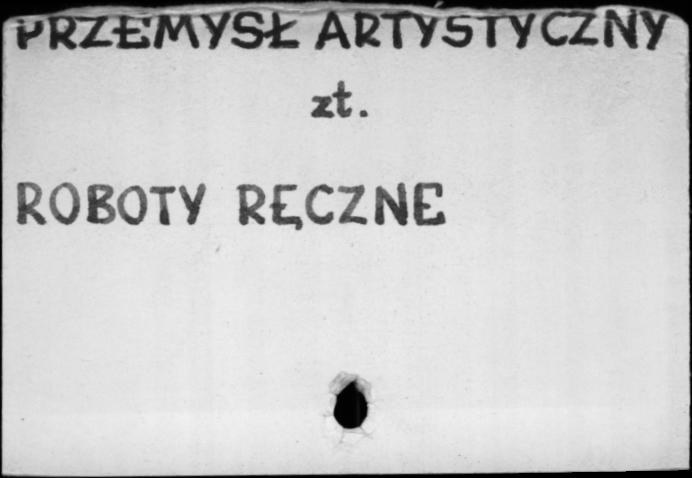 PRZEMYSŁ ARTYSTYCZNY
zt.
ROBOTY RĘCZNE